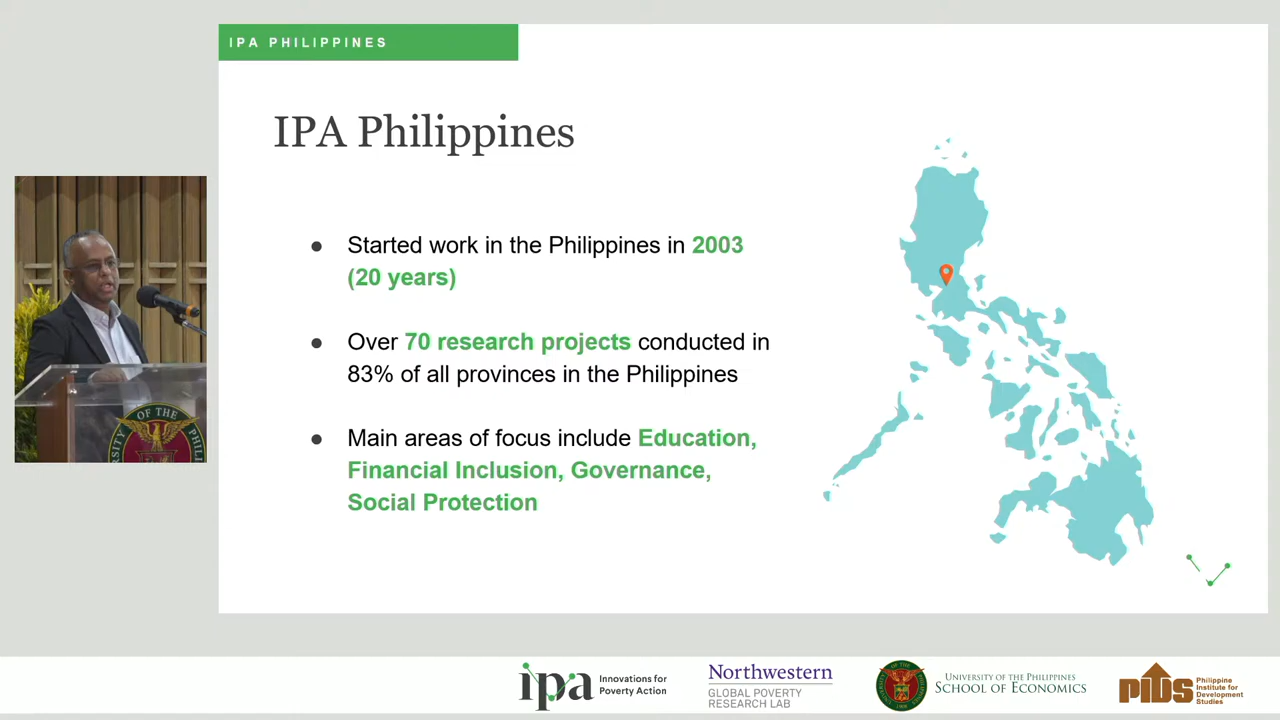 IPA PHILIPPINES
IPA Philippines
● Started work in the Philippines in 2003
(20 years)
● Over 70 research projects conducted in
83% of all provinces in the Philippines
● Main areas of focus include Education,
Financial Inclusion, Governance,
Social Protection
OF THE
ipa Innovations for
Poverty Action
Northwestern
GLOBAL POVERTY
RESEARCH LAB
UNIVERSITY OF THE PHILIPPINES
SCHOOL OF ECONOMICS
PIDS Philippine
Institute for
Development
Studies